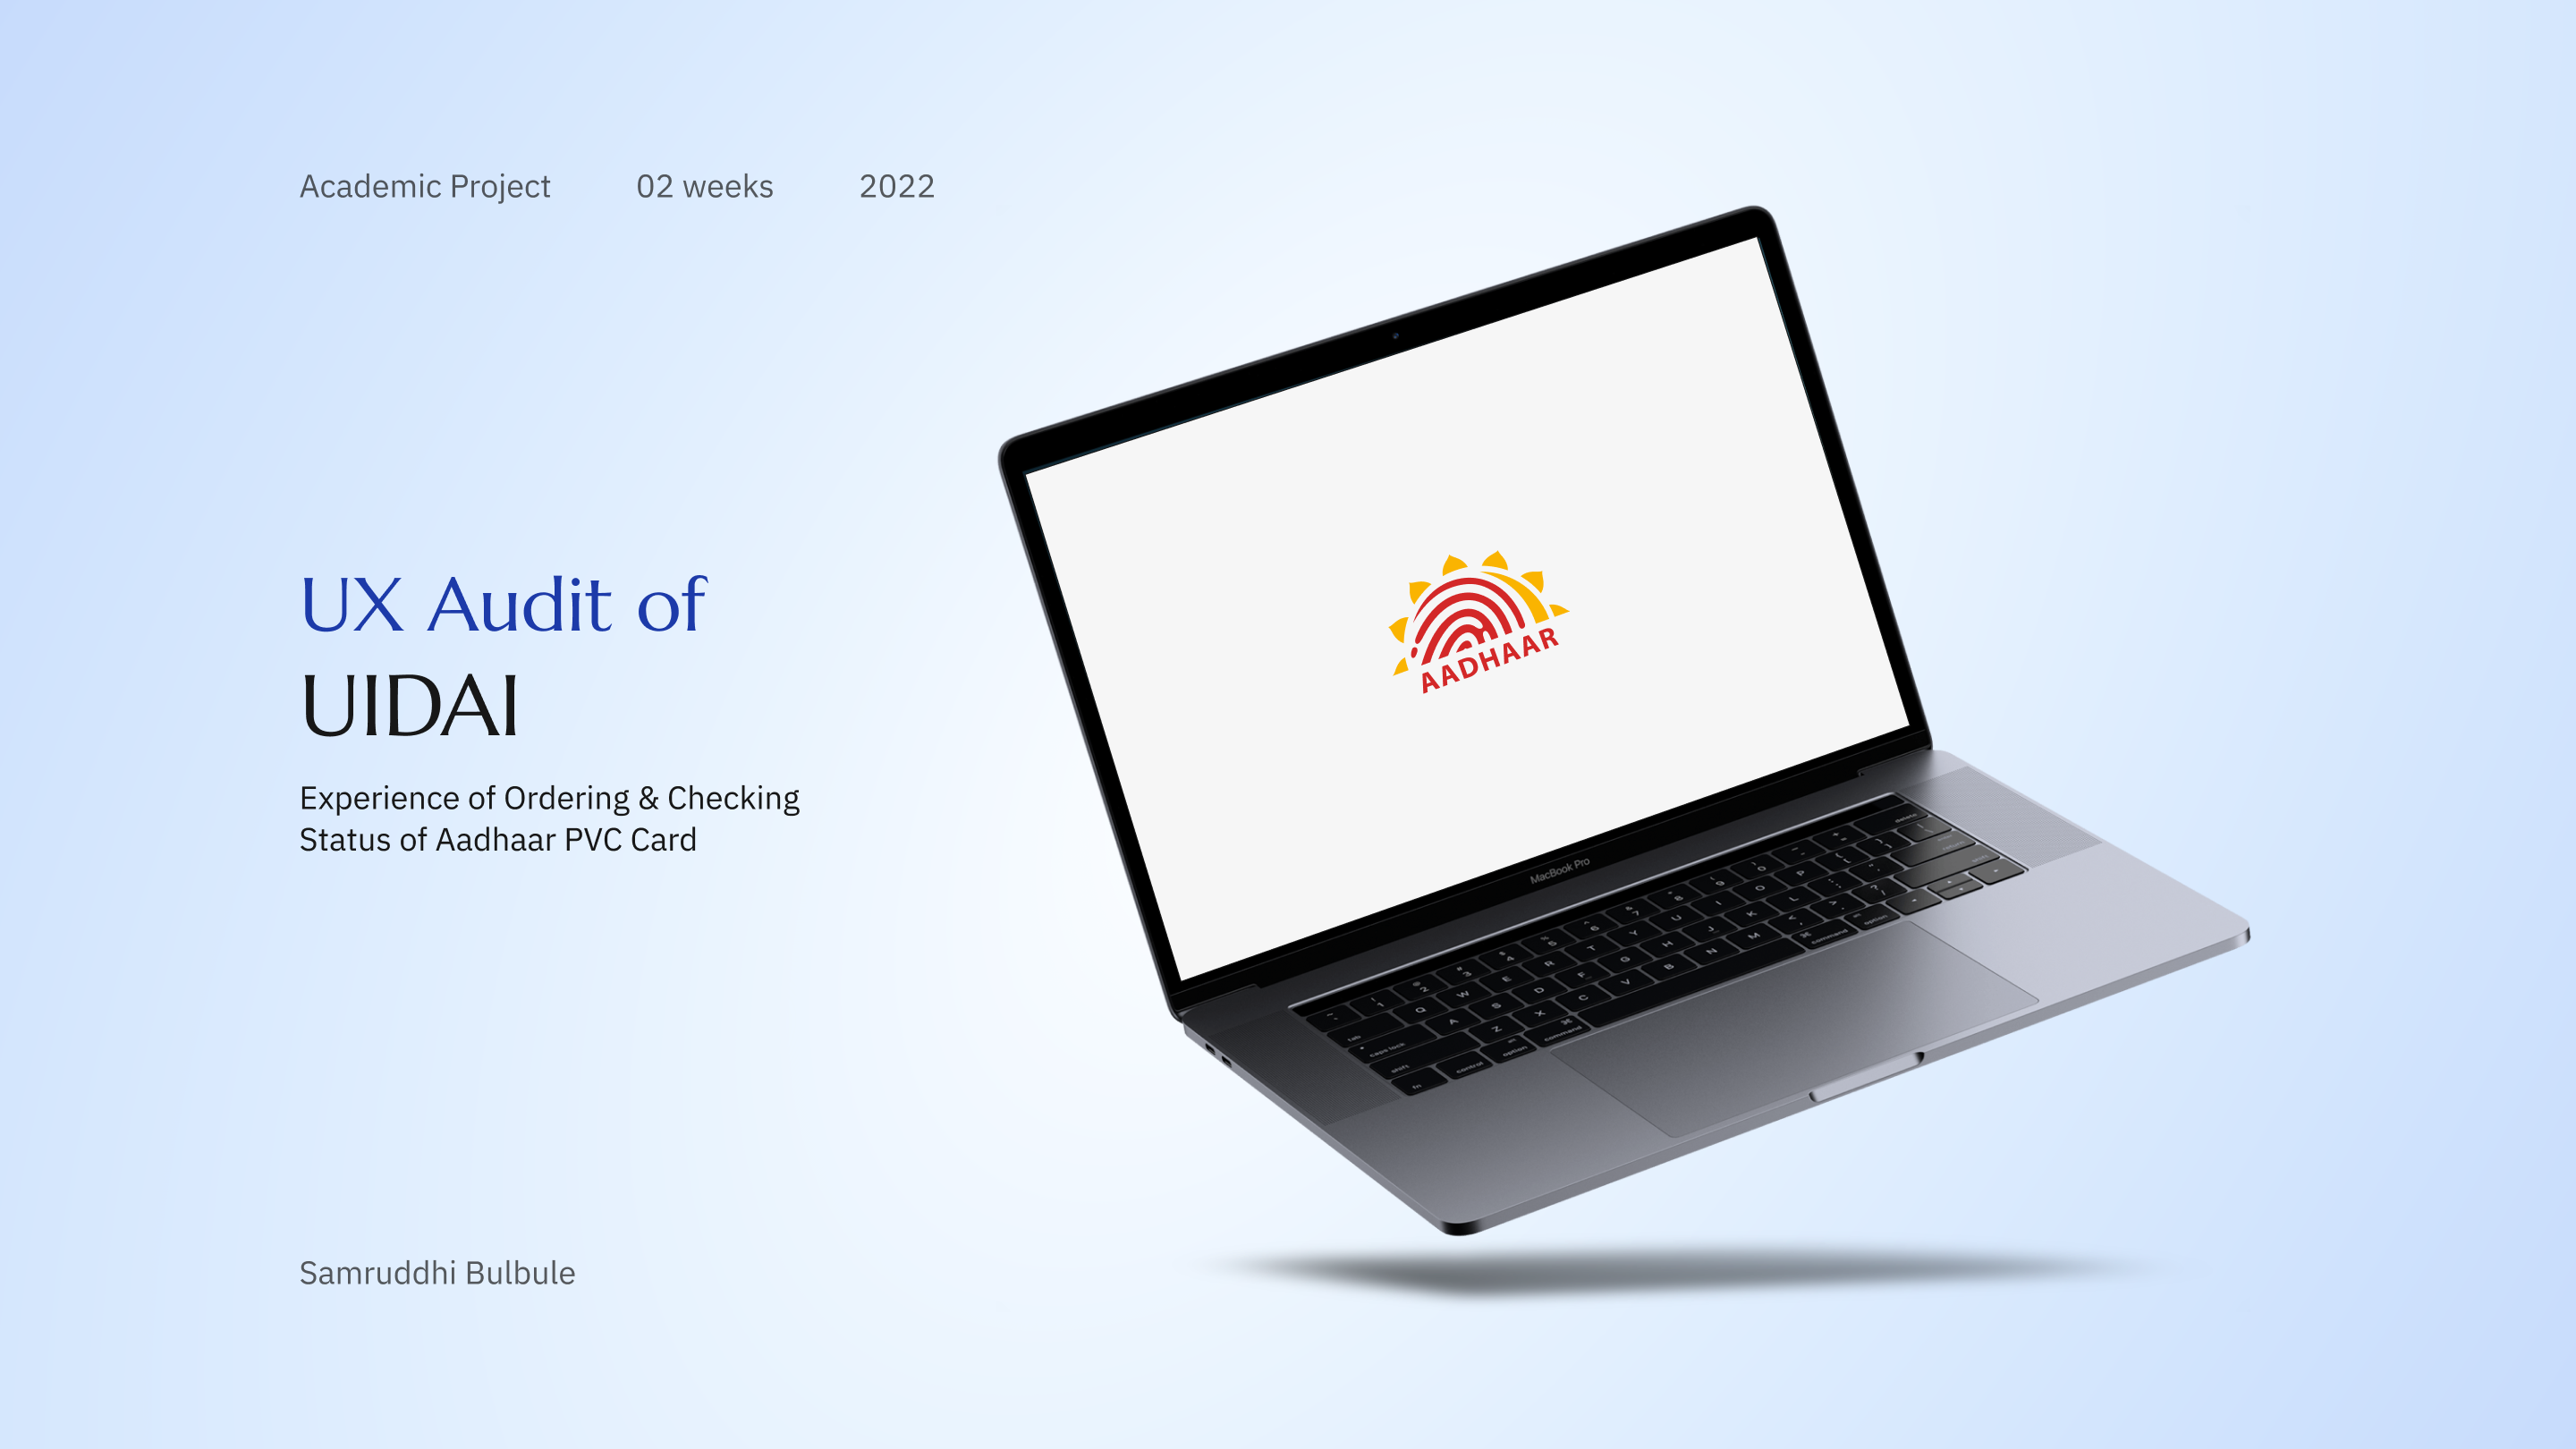 Academic Project 02 weeks 2022
UX Audit of
UIDAI
Experience of Ordering & Checking
Status of Aadhaar PVC Card
Samruddhi Bulbule
AADHAAR
MacBook Pro